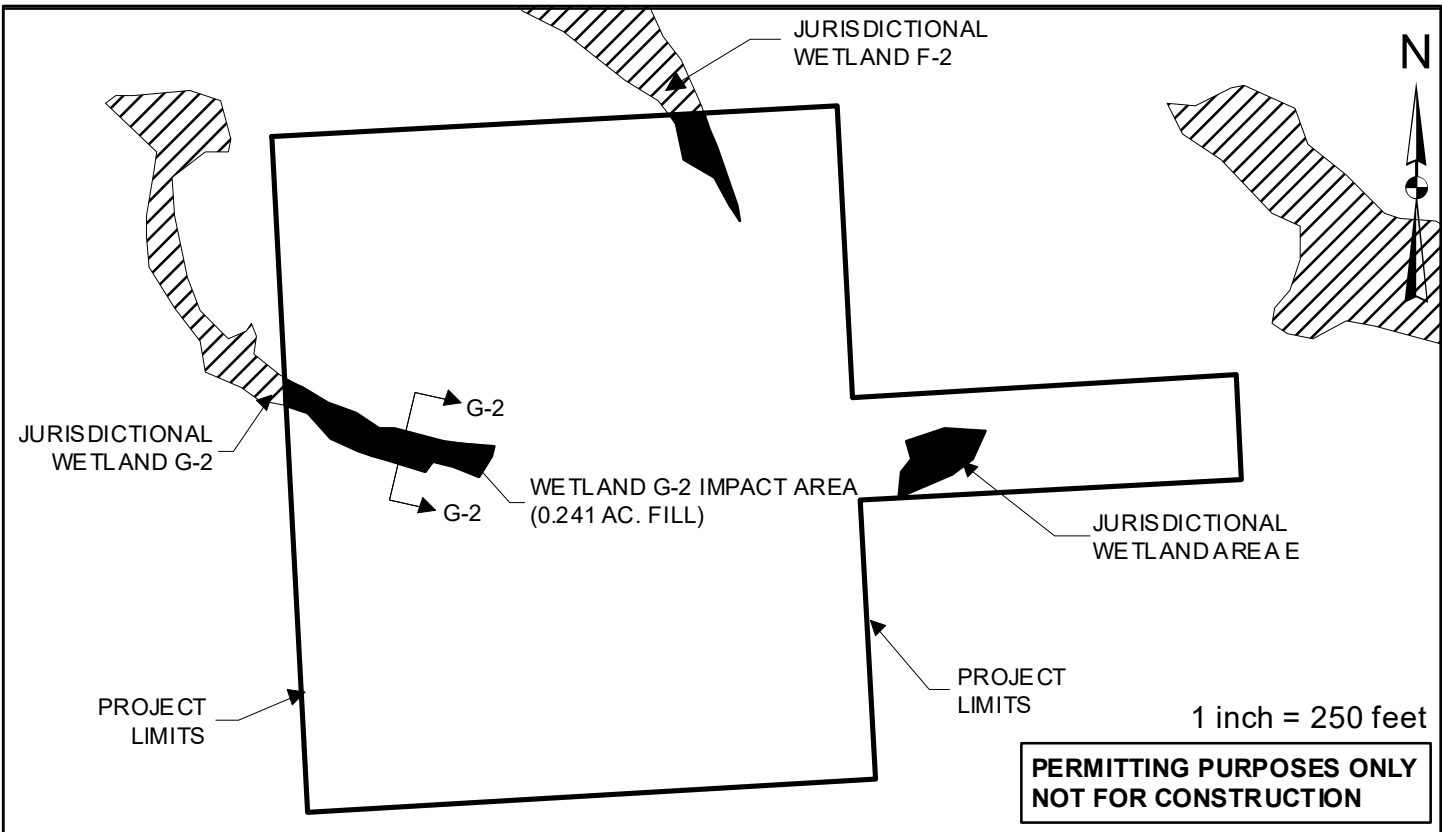 JURISDICTIONAL
WETLAND F-2
N
G-2
JURISDICTIONAL
WETLAND G-2
WETLAND G-2 IMPACT AREA
(0.241 AC. FILL)
G-2
JURISDICTIONAL
WETLAND AREA E
PROJECT
LIMITS
PROJECT
LIMITS
1 inch = 250 feet
PERMITTING PURPOSES ONLY
NOT FOR CONSTRUCTION